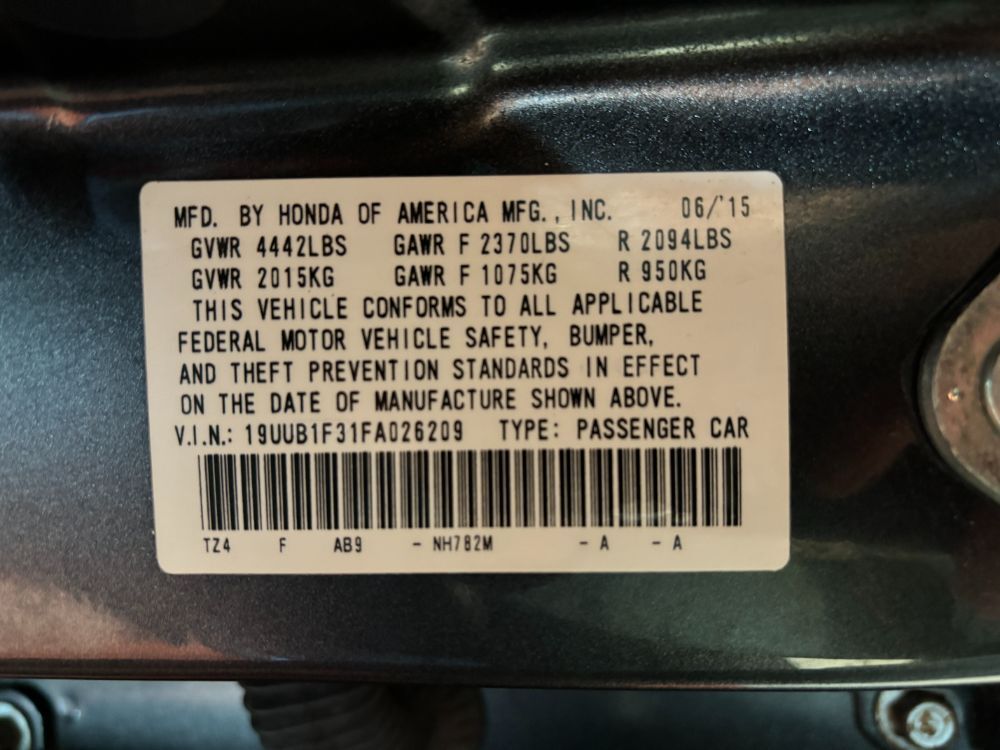 MFD. BY HONDA OF AMERICA MFG., INC. 06/'15
GVWR 4442LBS GAWR F 2370LBS R 2094LBS
GVWR 2015KG GAWR F 1075KG R 950KG
THIS VEHICLE CONFORMS TO ALL APPLICABLE
FEDERAL MOTOR VEHICLE SAFETY, BUMPER,
AND THEFT PREVENTION STANDARDS IN EFFECT
ON THE DATE OF MANUFACTURE SHOWN ABOVE.
V.I.N.: 19UUB1F31FA026209 TYPE: PASSENGER CAR
TZ4 F AB9 - NH782M - A - A